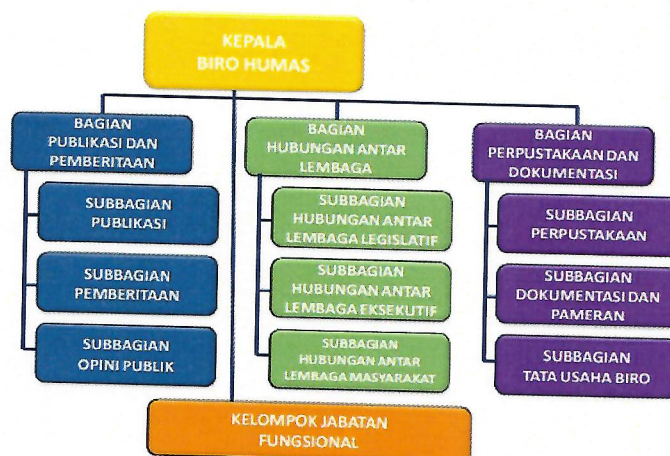 KEPALA
BIRO HUMAS
BAGIAN
PUBLIKASI DAN
PEMBERITAAN
SUBBAGIAN
PUBLIKASI
SUBBAGIAN
PEMBERITAAN
SUBBAGIAN
OPINI PUBLIK
BAGIAN
HUBUNGAN ANTAR
LEMBAGA
SUBBAGIAN
HUBUNGAN ANTAR
LEMBAGA LEGISLATIF
SUBBAGIAN
HUBUNGAN ANTAR
LEMBAGA EKSEKUTIF
SUBBAGIAN
HUBUNGAN ANTAR
LEMBAGA MASYARAKAT
BAGIAN
PERPUSTAKAAN DAN
DOKUMENTASI
SUBBAGIAN
PERPUSTAKAAN
SUBBAGIAN
DOKUMENTASI DAN
PAMERAN
SUBBAGIAN
TATA USAHA BIRO
KELOMPOK JABATAN
FUNGSIONAL